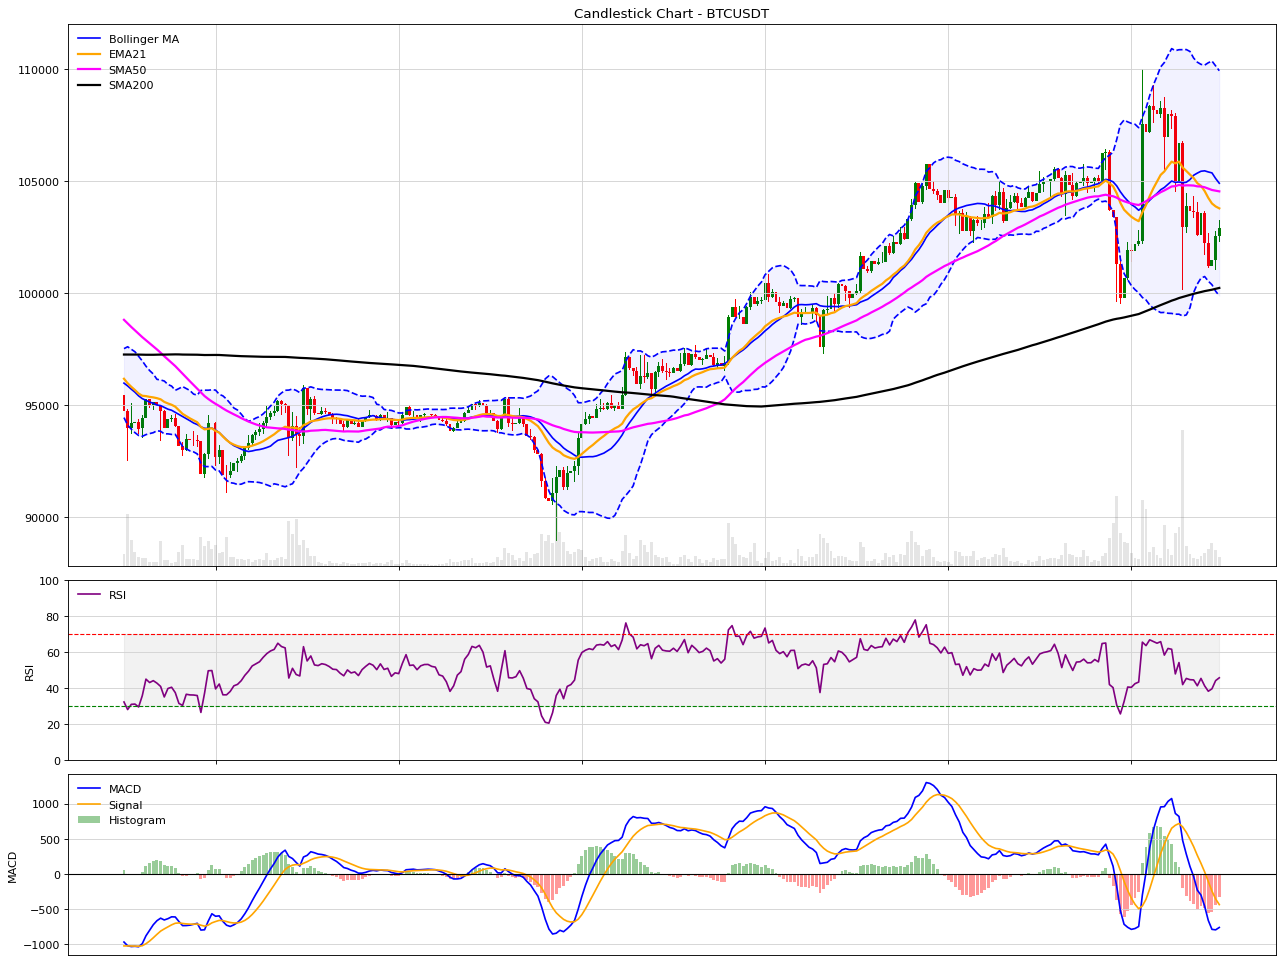 Candlestick Chart - BTCUSDT
Bollinger MA
EMA21
SMA50
SMA200
110000
105000
100000
95000
90000
RSI
100
80
60
40
20
0
RSI
MACD
Signal
Histogram
1000
500
0
−500
−1000
MACD